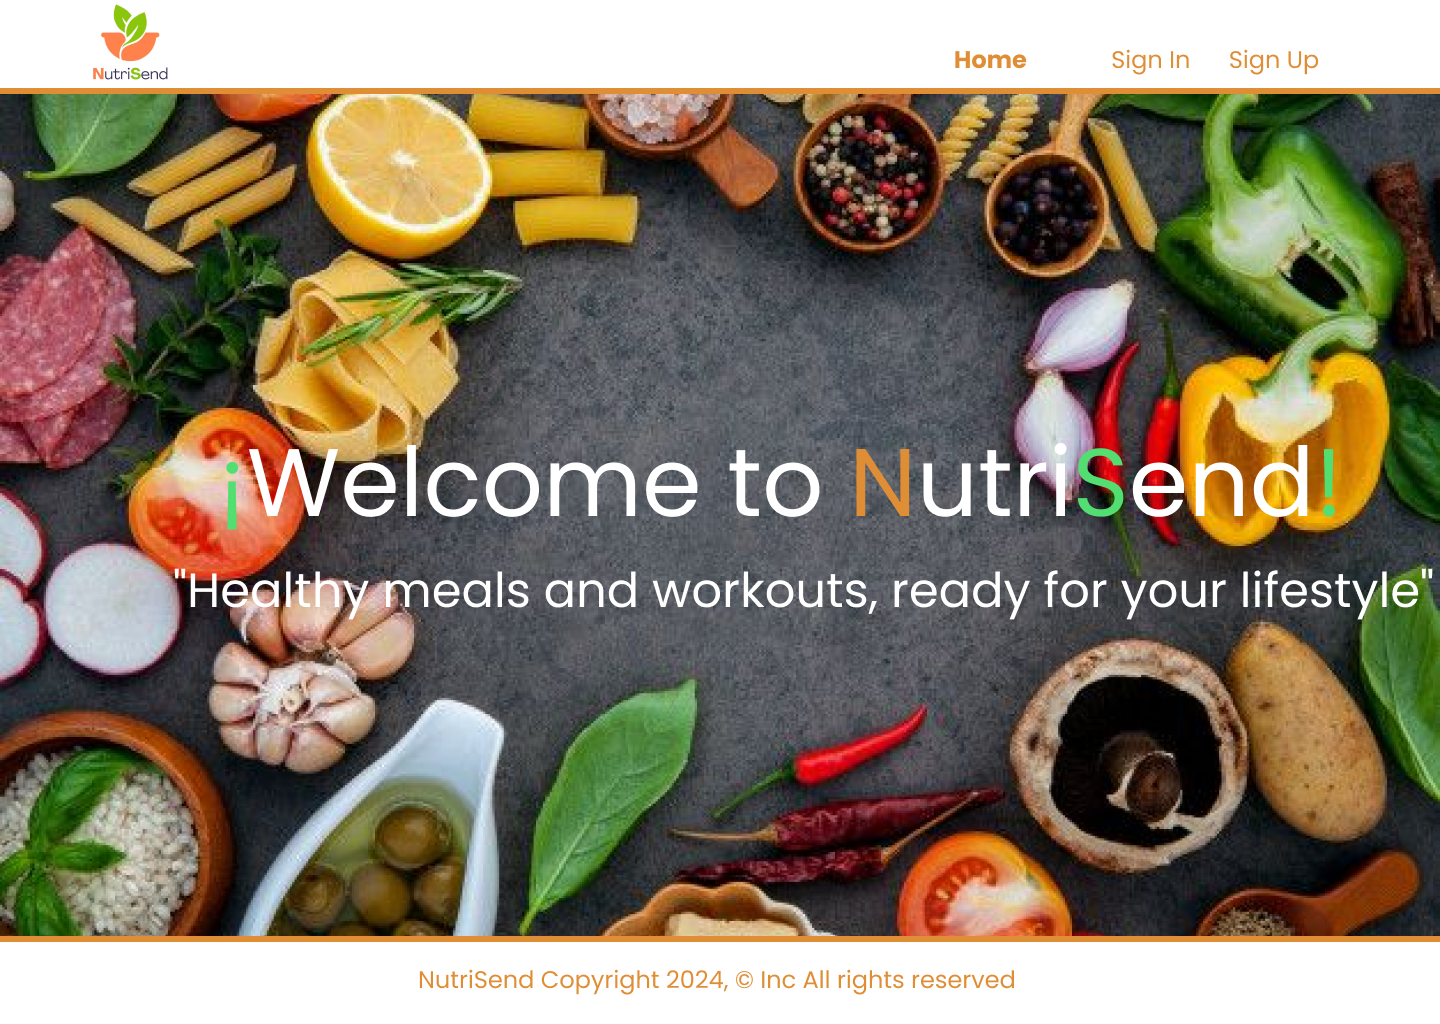 NutriSend
Home Sign In Sign Up
¡Welcome to NutriSend!
"Healthy meals and workouts, ready for your lifestyle"
NutriSend Copyright 2024, © Inc All rights reserved